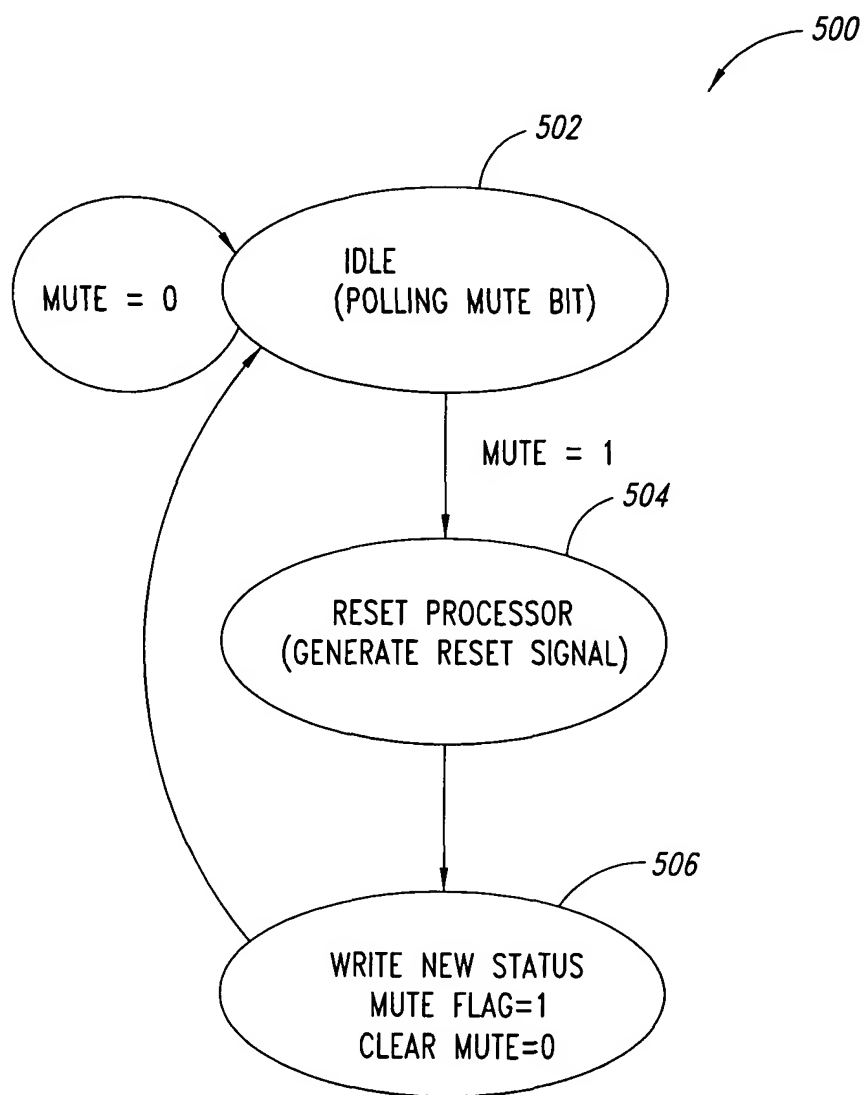 500
502
IDLE
(POLLING MUTE BIT)
MUTE = 0
MUTE = 1
504
RESET PROCESSOR
(GENERATE RESET SIGNAL)
506
WRITE NEW STATUS
MUTE FLAG=1
CLEAR MUTE=0